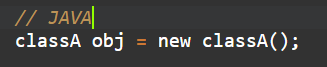 // JAVA
classA obj = new classA();